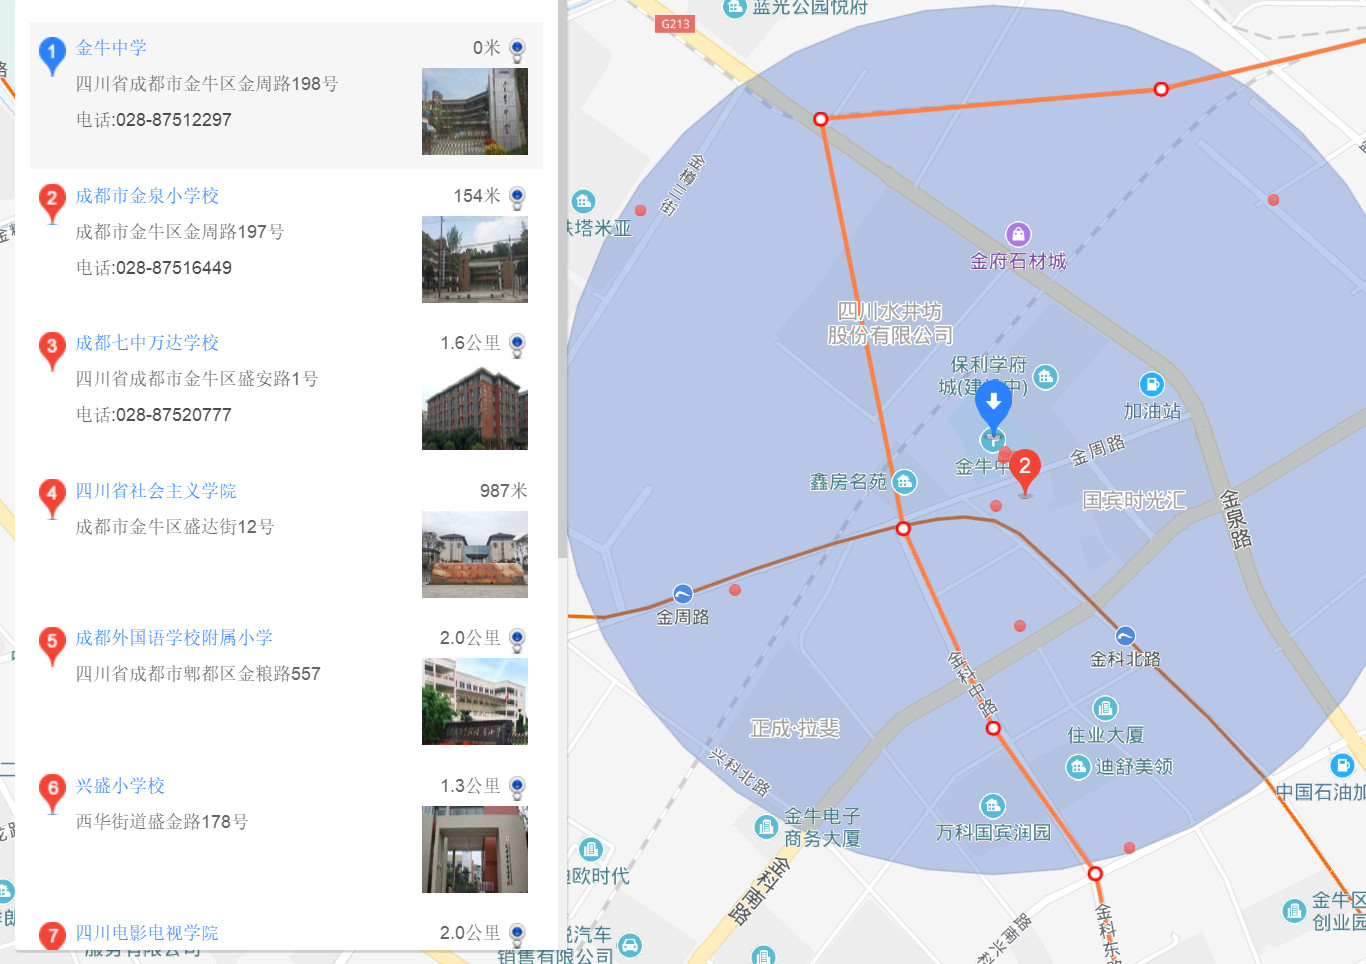 金牛中学
0米
四川省成都市金牛区金周路198号
电话:028-87512297
成都市金泉小学校
154米
成都市金牛区金周路197号
电话:028-87516449
成都七中万达学校
1.6公里
四川省成都市金牛区盛安路1号
电话:028-87520777
四川省社会主义学院
987米
成都市金牛区盛达街12号
成都外国语学校附属小学
2.0公里
四川省成都市郫都区金粮路557
兴盛小学校
1.3公里
西华街道盛金路178号
四川电影电视学院
2.0公里
1
2
3
4
5
6
7
蓝光公园悦府
G213
金樽三街
铁塔米亚
金府石材城
四川水井坊
股份有限公司
保利学府
城(建设中)
加油站
金周路
金牛中
2
鑫房名苑
国宾时光汇
金泉路
金周路
金科北路
金科中路
住业大厦
正成·拉斐
迪舒美领
兴科北路
中国石油加
金牛电子
商务大厦
万科国宾润园
迪欧时代
金科南路
金牛区
创业园
金科东路
兴科南路
悦汽车
销售有限公司
服务有限公司